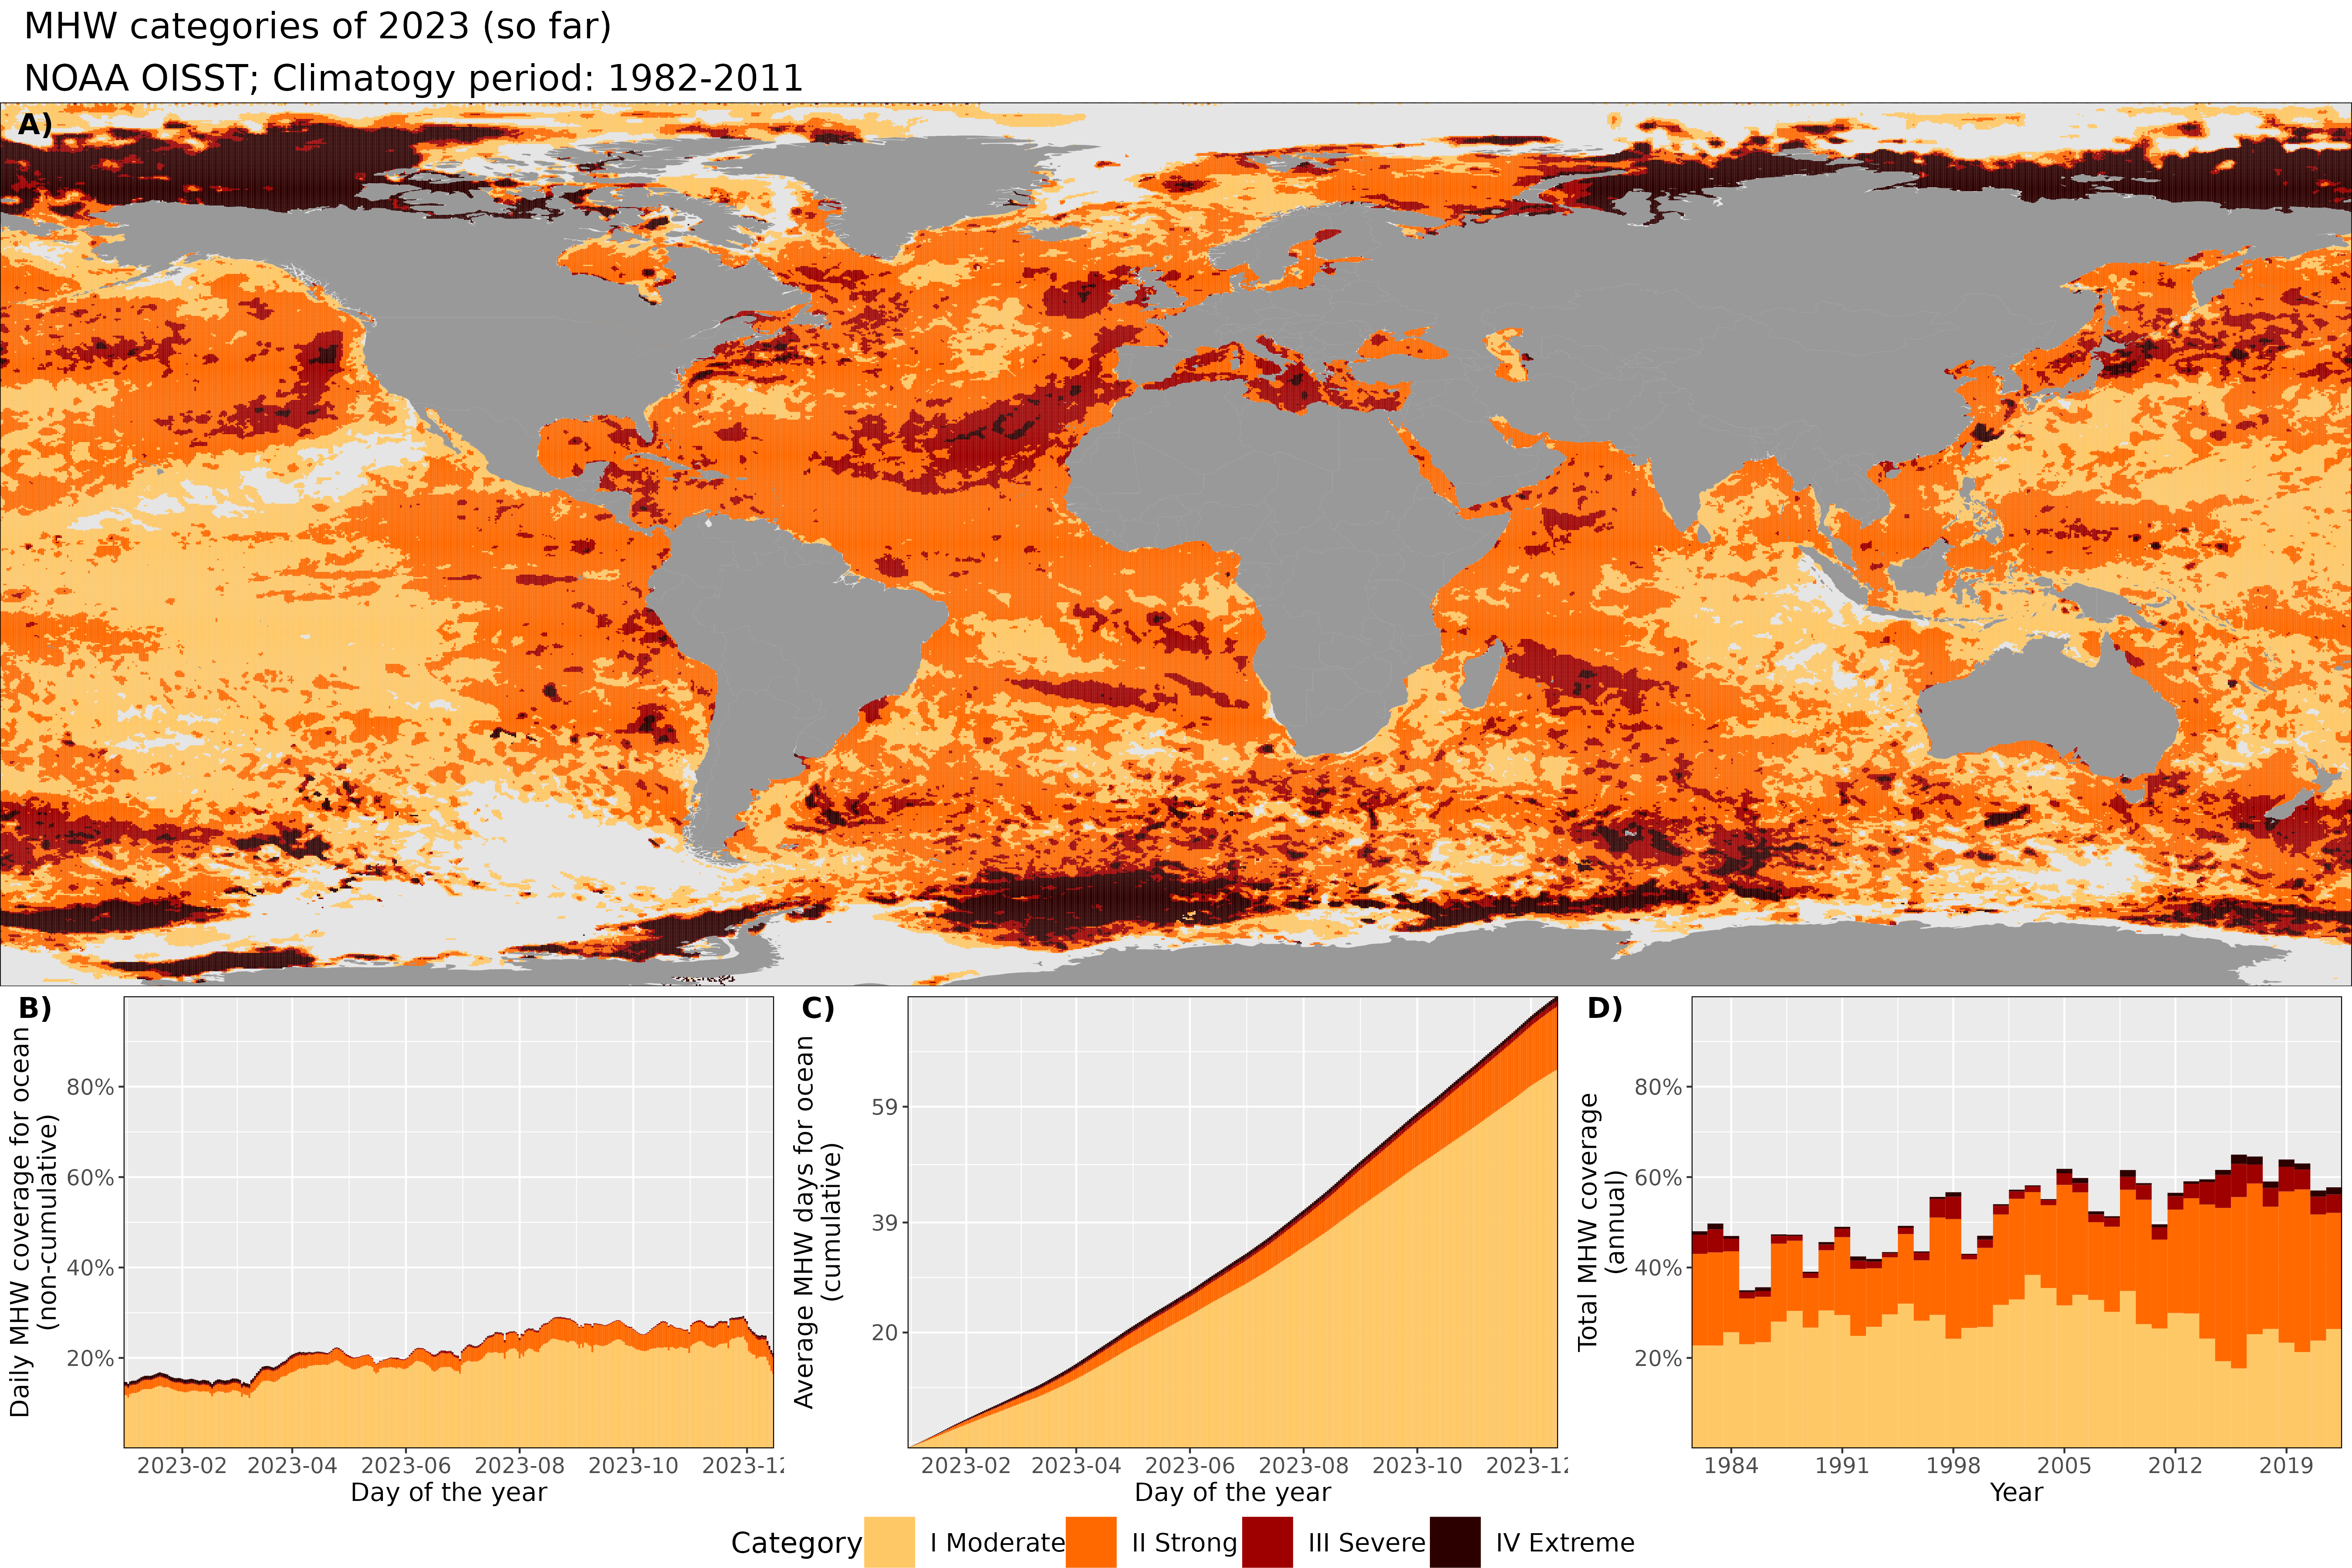 MHW categories of 2023 (so far)
NOAA OISST; Climatogy period: 1982-2011
A)
B)
Daily MHW coverage for ocean
(non-cumulative)
80%
60%
40%
20%
2023-02 2023-04 2023-06 2023-08 2023-10 2023-12
Day of the year
C)
Average MHW days for ocean
(cumulative)
59
39
20
2023-02 2023-04 2023-06 2023-08 2023-10 2023-12
Day of the year
D)
Total MHW coverage
(annual)
80%
60%
40%
20%
1984 1991 1998 2005 2012 2019
Year
Category I Moderate II Strong III Severe IV Extreme